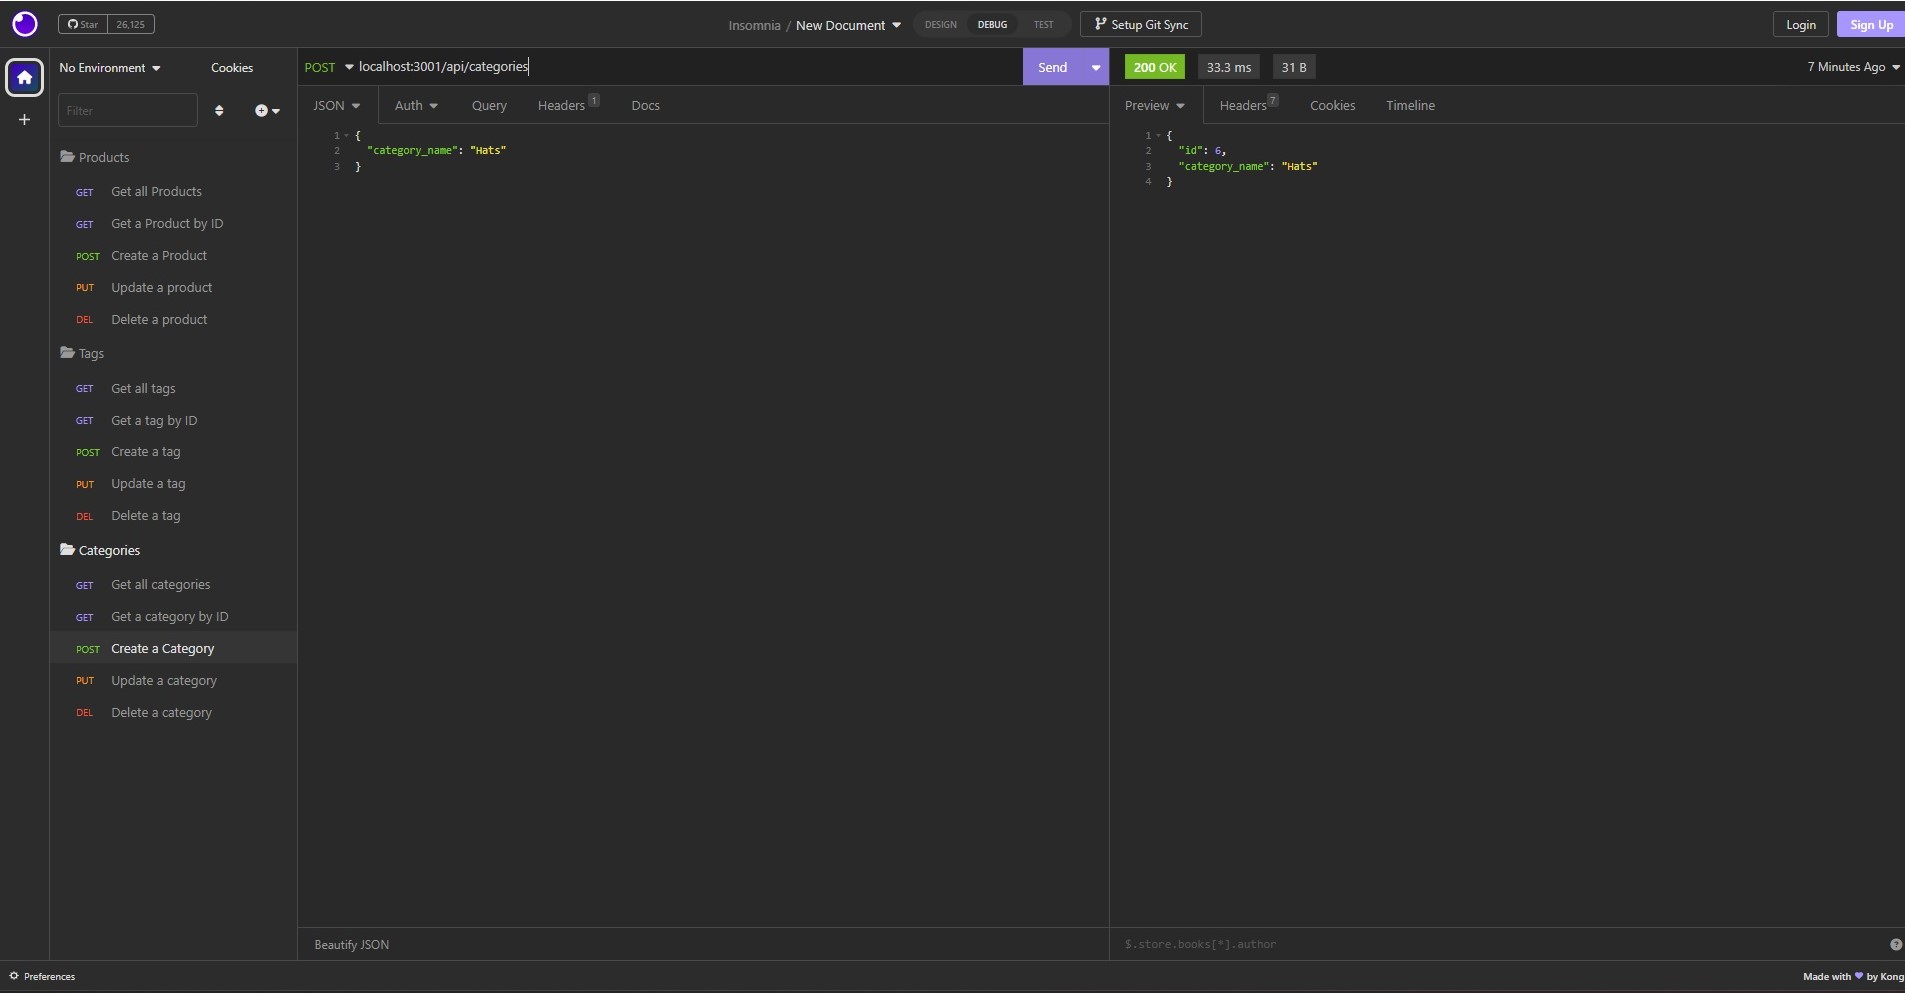 Star 26,125 Insomnia / New Document DESIGN DEBUG TEST Setup Git Sync Login Sign Up
No Environment Cookies
Filter
Products
GET Get all Products
GET Get a Product by ID
POST Create a Product
PUT Update a product
DEL Delete a product
Tags
GET Get all tags
GET Get a tag by ID
POST Create a tag
PUT Update a tag
DEL Delete a tag
Categories
GET Get all categories
GET Get a category by ID
POST Create a Category
PUT Update a category
DEL Delete a category
POST localhost:3001/api/categories Send
JSON Auth Query Headers 1 Docs
1 {
2 "category_name": "Hats"
3 }
Beautify JSON
200 OK 33.3 ms 31 B 7 Minutes Ago
Preview Headers 7 Cookies Timeline
1 {
2 "id": 6,
3 "category_name": "Hats"
4 }
$.store.books[*].author
Preferences Made with ♥ by Kong